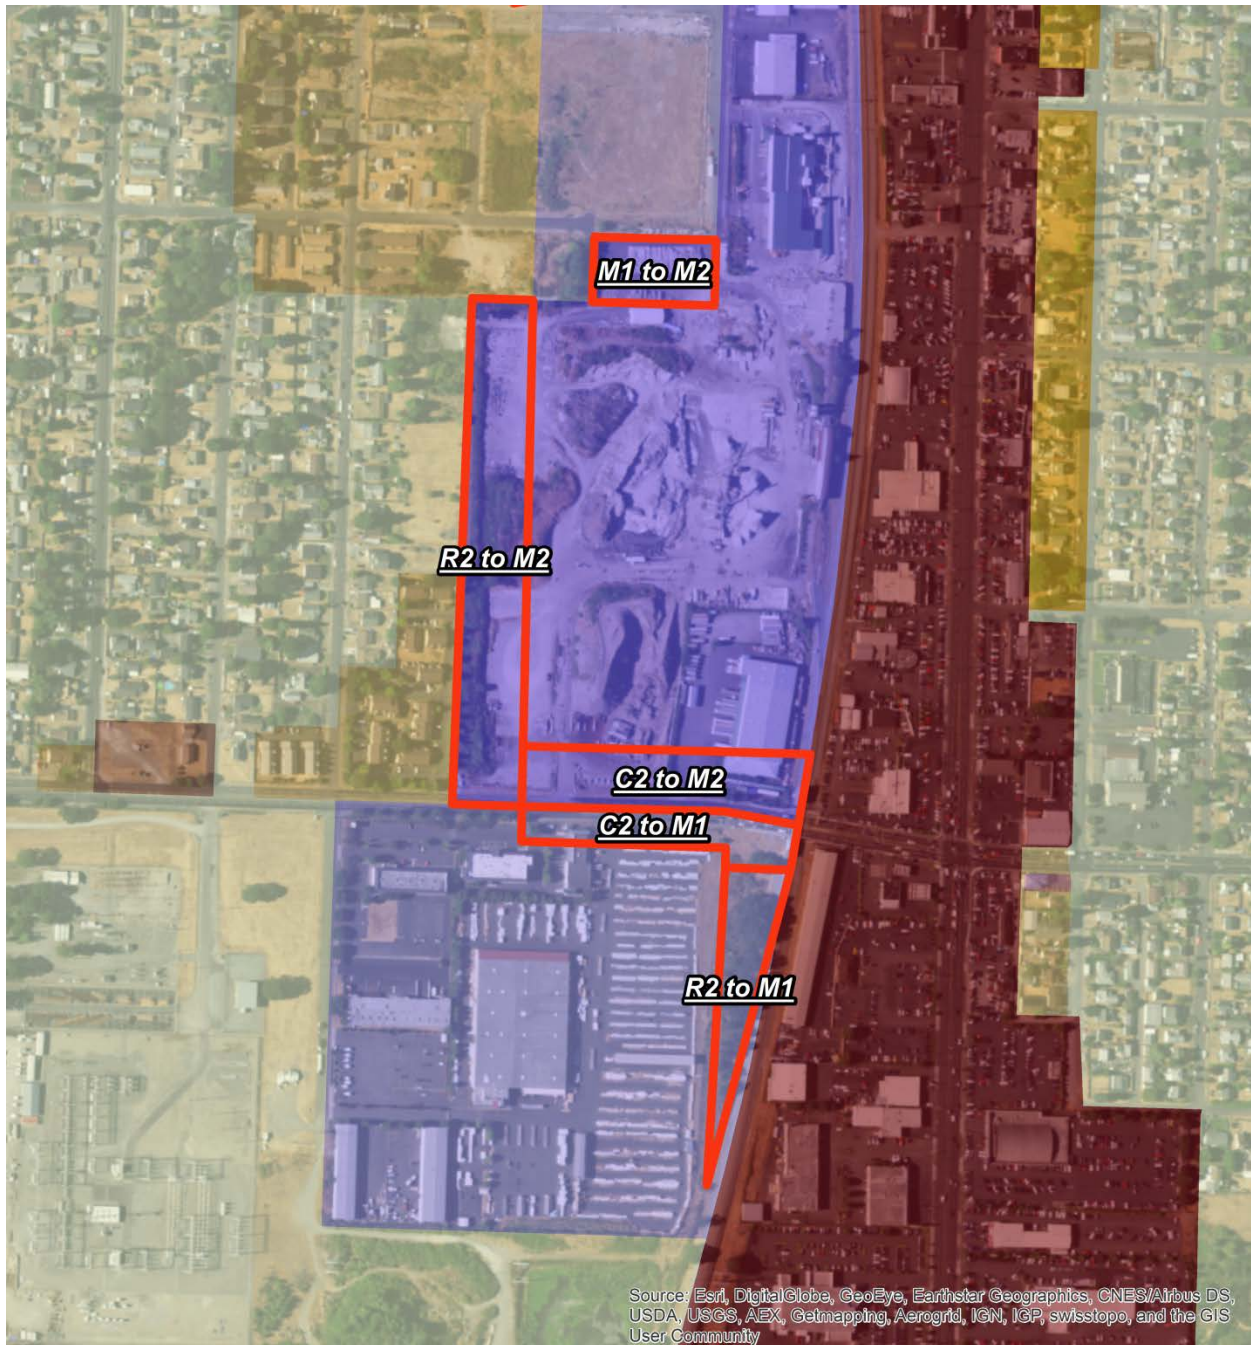 M1 to M2
R2 to M2
C2 to M2
C2 to M1
R2 to M1
Source: Esri, DigitalGlobe, GeoEye, Earthstar Geographics, CNES/Airbus DS,
USDA, USGS, AEX, Getmapping, Aerogrid, IGN, IGP, swisstopo, and the GIS
User Community